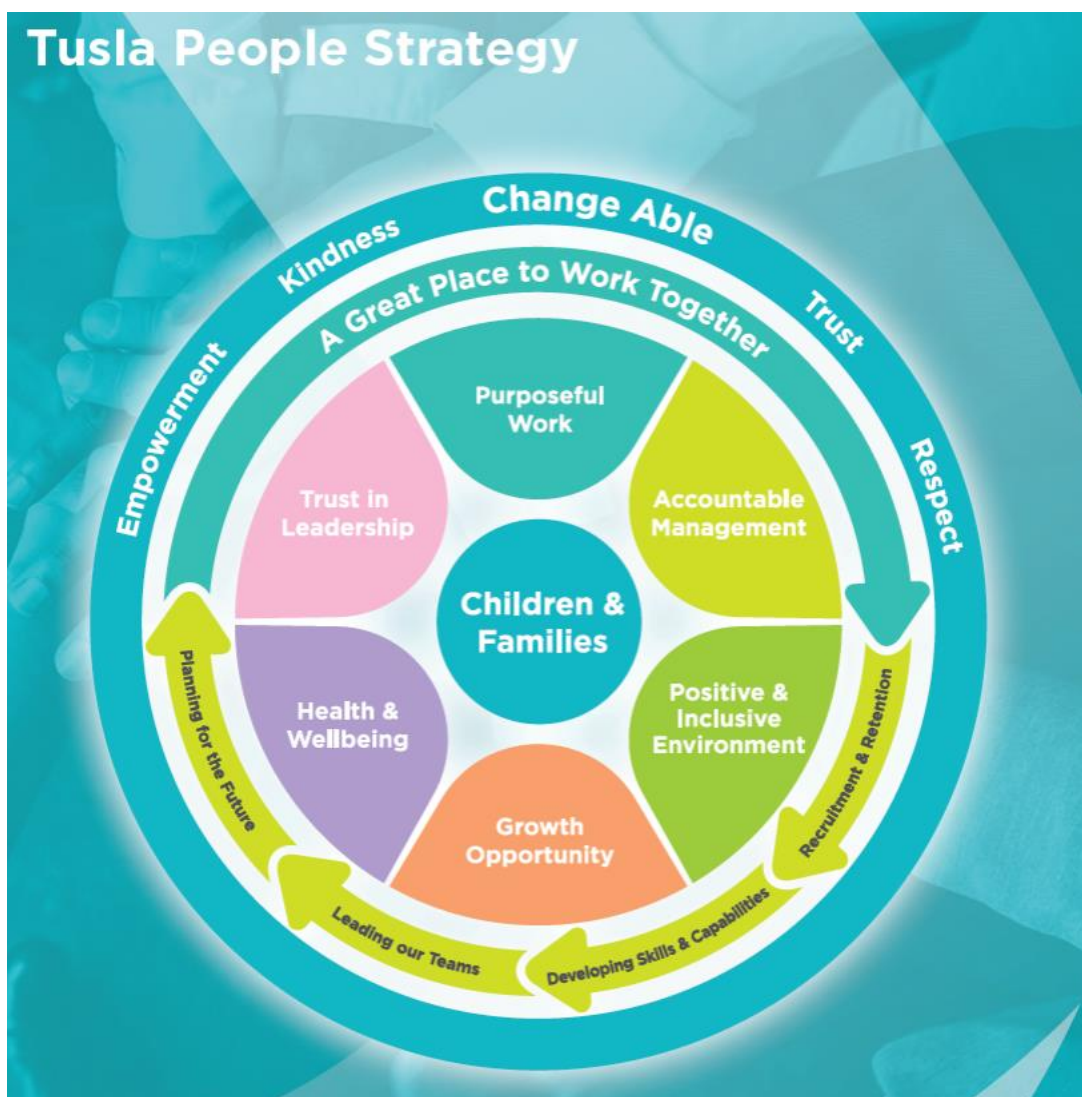 Tusla People Strategy
Change Able
Empowerment
Kindness
Trust
Respect
A Great Place to Work Together
Purposeful
Work
Trust in
Leadership
Accountable
Management
Children &
Families
Health &
Wellbeing
Positive &
Inclusive
Environment
Growth
Opportunity
Recruitment & Retention
Developing Skills & Capabilities
Leading our Teams
Planning for the Future